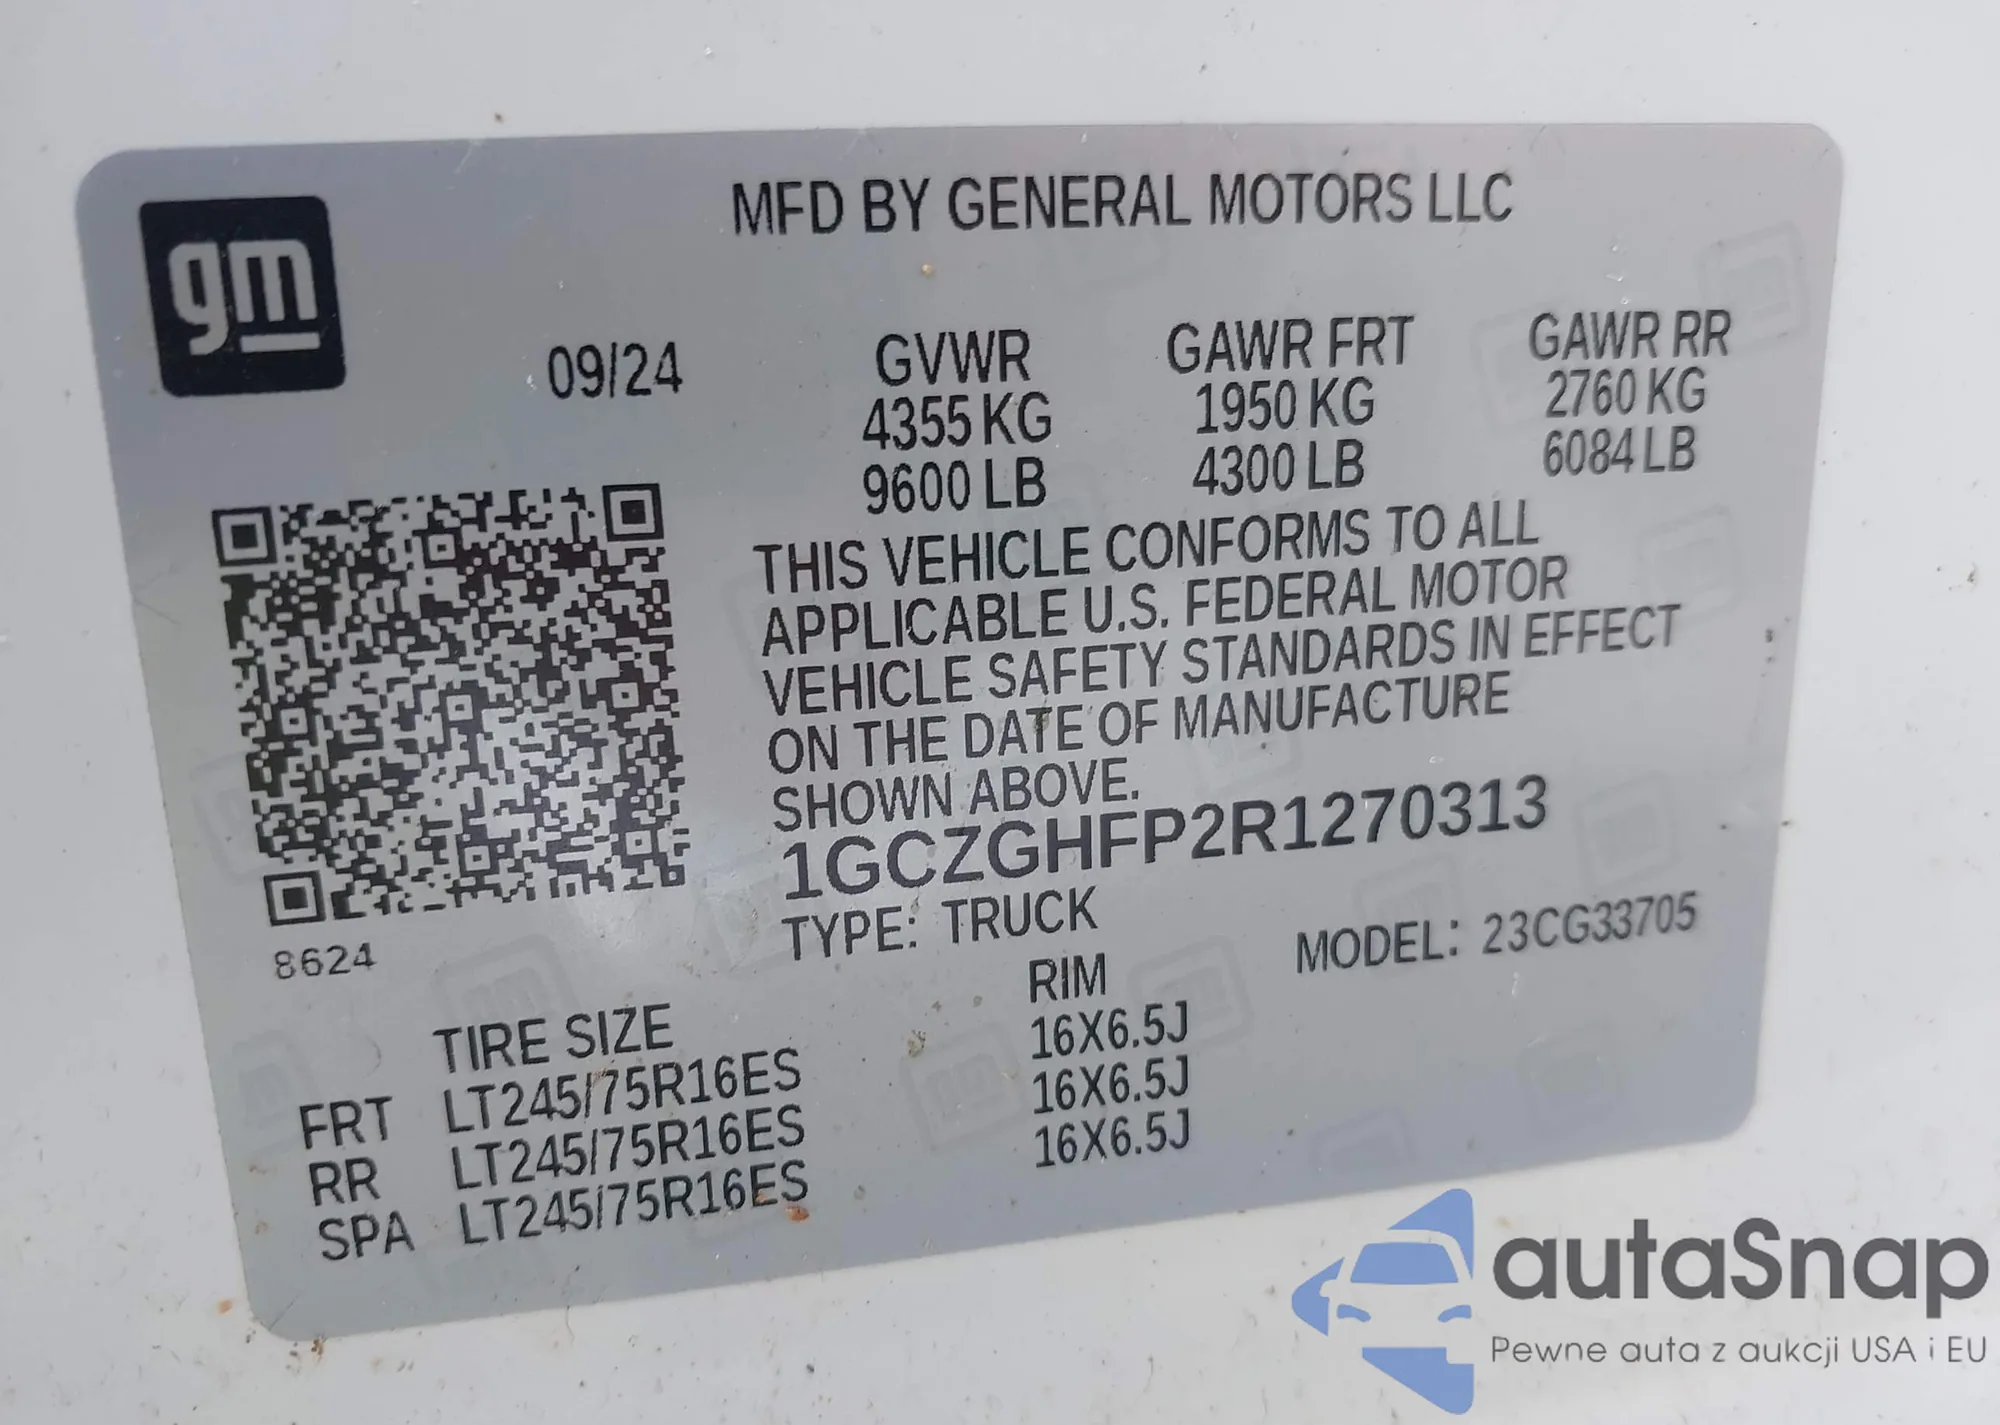 gm
MFD BY GENERAL MOTORS LLC
09/24
GVWR GAWR FRT GAWR RR
4355 KG 1950 KG 2760 KG
9600 LB 4300 LB 6084 LB
THIS VEHICLE CONFORMS TO ALL
APPLICABLE U.S. FEDERAL MOTOR
VEHICLE SAFETY STANDARDS IN EFFECT
ON THE DATE OF MANUFACTURE
SHOWN ABOVE.
1GCZGHFP2R1270313
TYPE: TRUCK MODEL: 23CG33705
8624
TIRE SIZE RIM
FRT LT245/75R16ES 16X6.5J
RR LT245/75R16ES 16X6.5J
SPA LT245/75R16ES 16X6.5J
autaSnap
Pewne auta z aukcji USA i EU